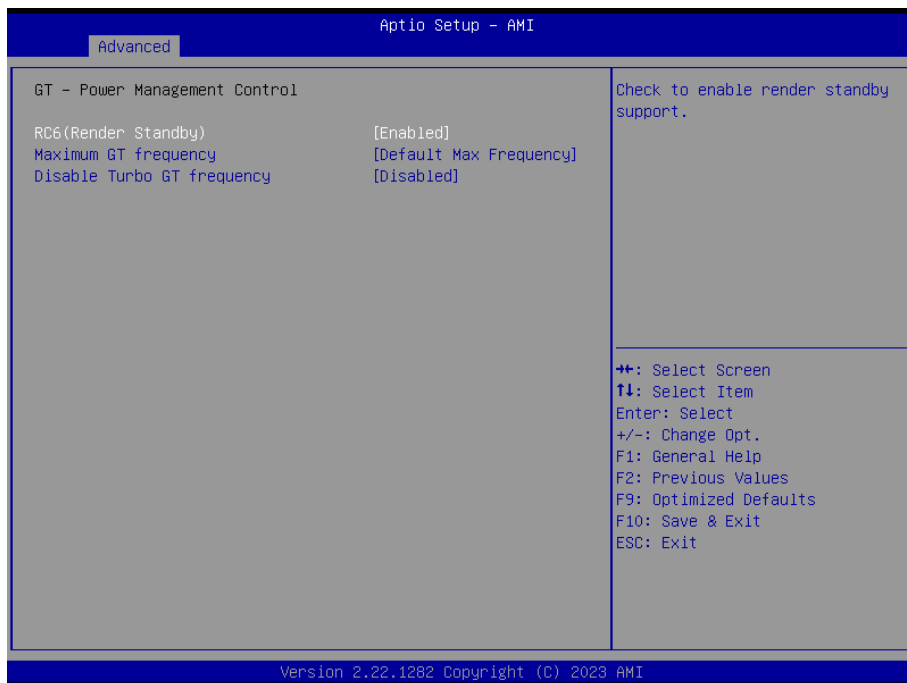 Aptio Setup – AMI
Advanced
GT – Power Management Control
RC6(Render Standby) [Enabled]
Maximum GT frequency [Default Max Frequency]
Disable Turbo GT frequency [Disabled]
Check to enable render standby
support.
→←: Select Screen
↑↓: Select Item
Enter: Select
+/-: Change Opt.
F1: General Help
F2: Previous Values
F9: Optimized Defaults
F10: Save & Exit
ESC: Exit
Version 2.22.1282 Copyright (C) 2023 AMI